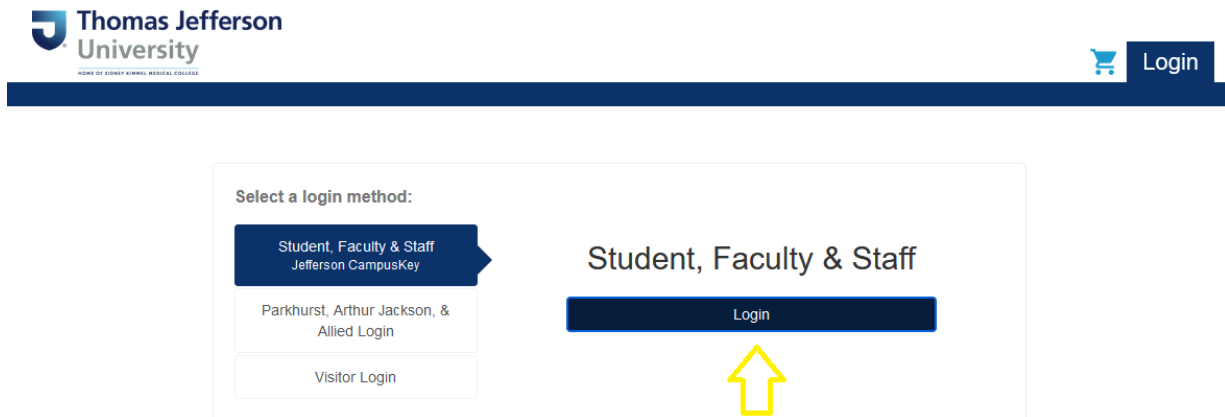 Thomas Jefferson
University
HOME OF SIDNEY KIMMEL MEDICAL COLLEGE
Login
Select a login method:
Student, Faculty & Staff
Jefferson CampusKey
Parkhurst, Arthur Jackson, &
Allied Login
Visitor Login
Student, Faculty & Staff
Login